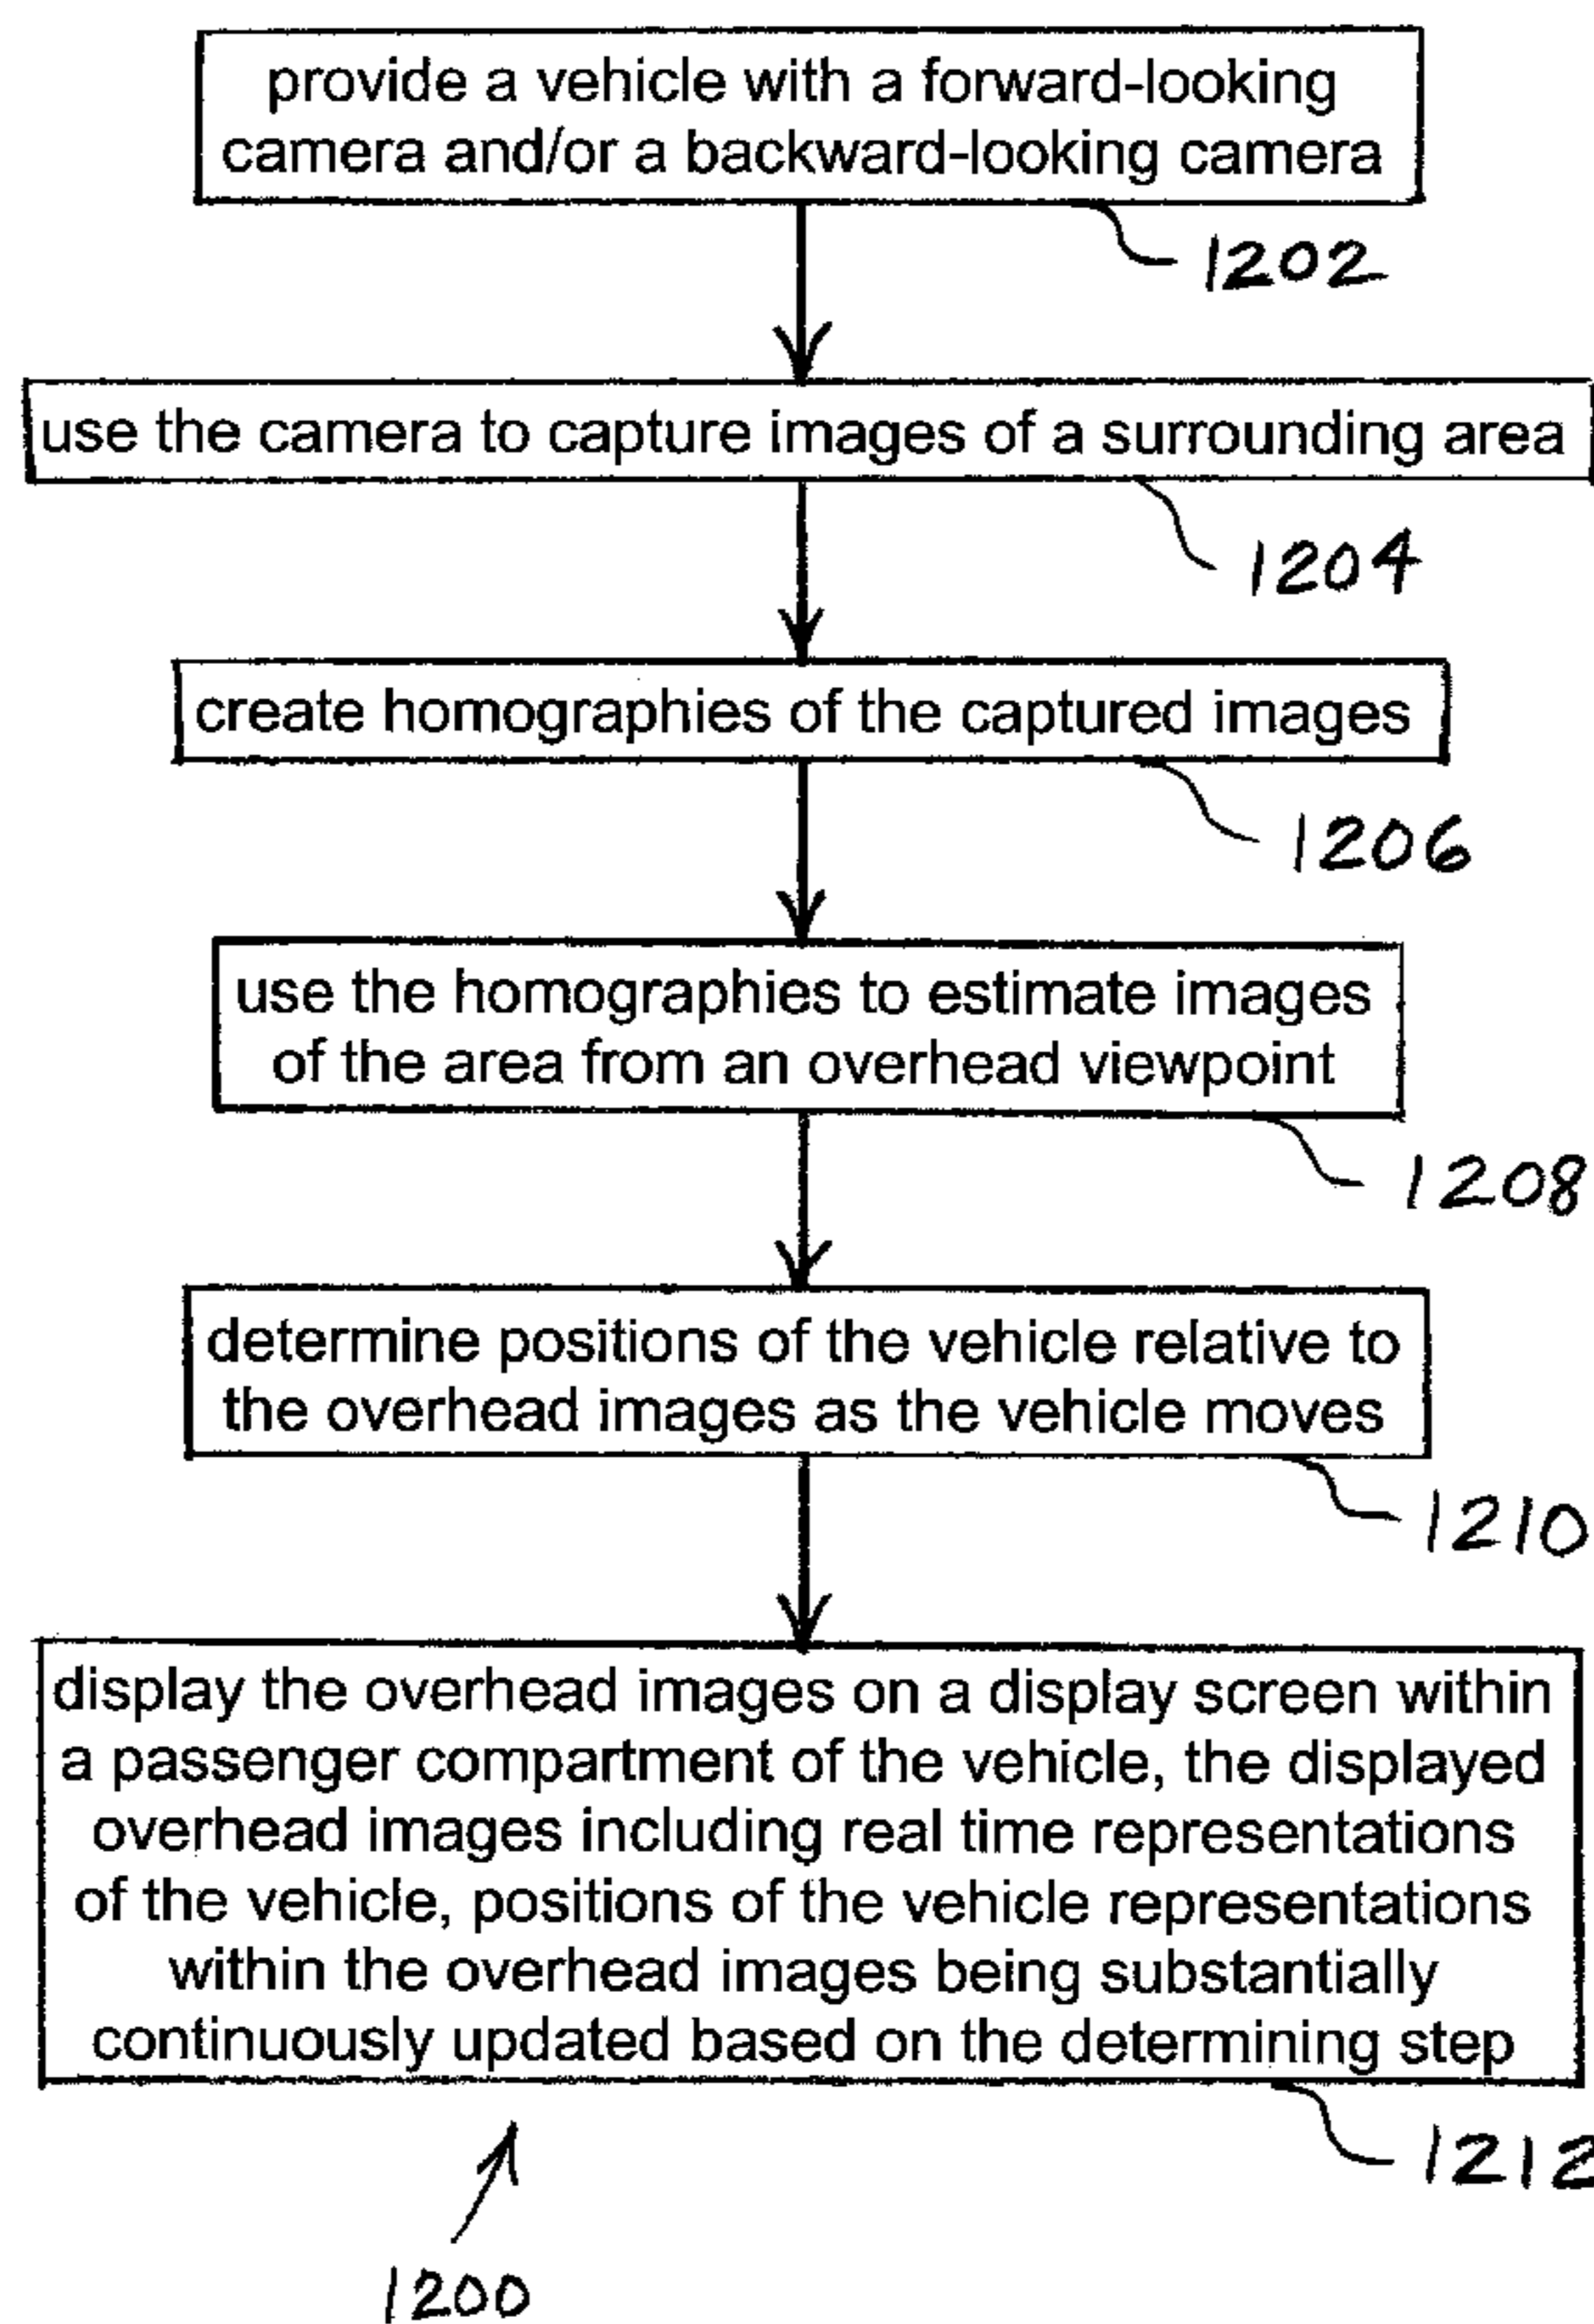 provide a vehicle with a forward-looking
camera and/or a backward-looking camera
1202
use the camera to capture images of a surrounding area
1204
create homographies of the captured images
1206
use the homographies to estimate images
of the area from an overhead viewpoint
1208
determine positions of the vehicle relative to
the overhead images as the vehicle moves
1210
display the overhead images on a display screen within
a passenger compartment of the vehicle, the displayed
overhead images including real time representations
of the vehicle, positions of the vehicle representations
within the overhead images being substantially
continuously updated based on the determining step
1212
1200